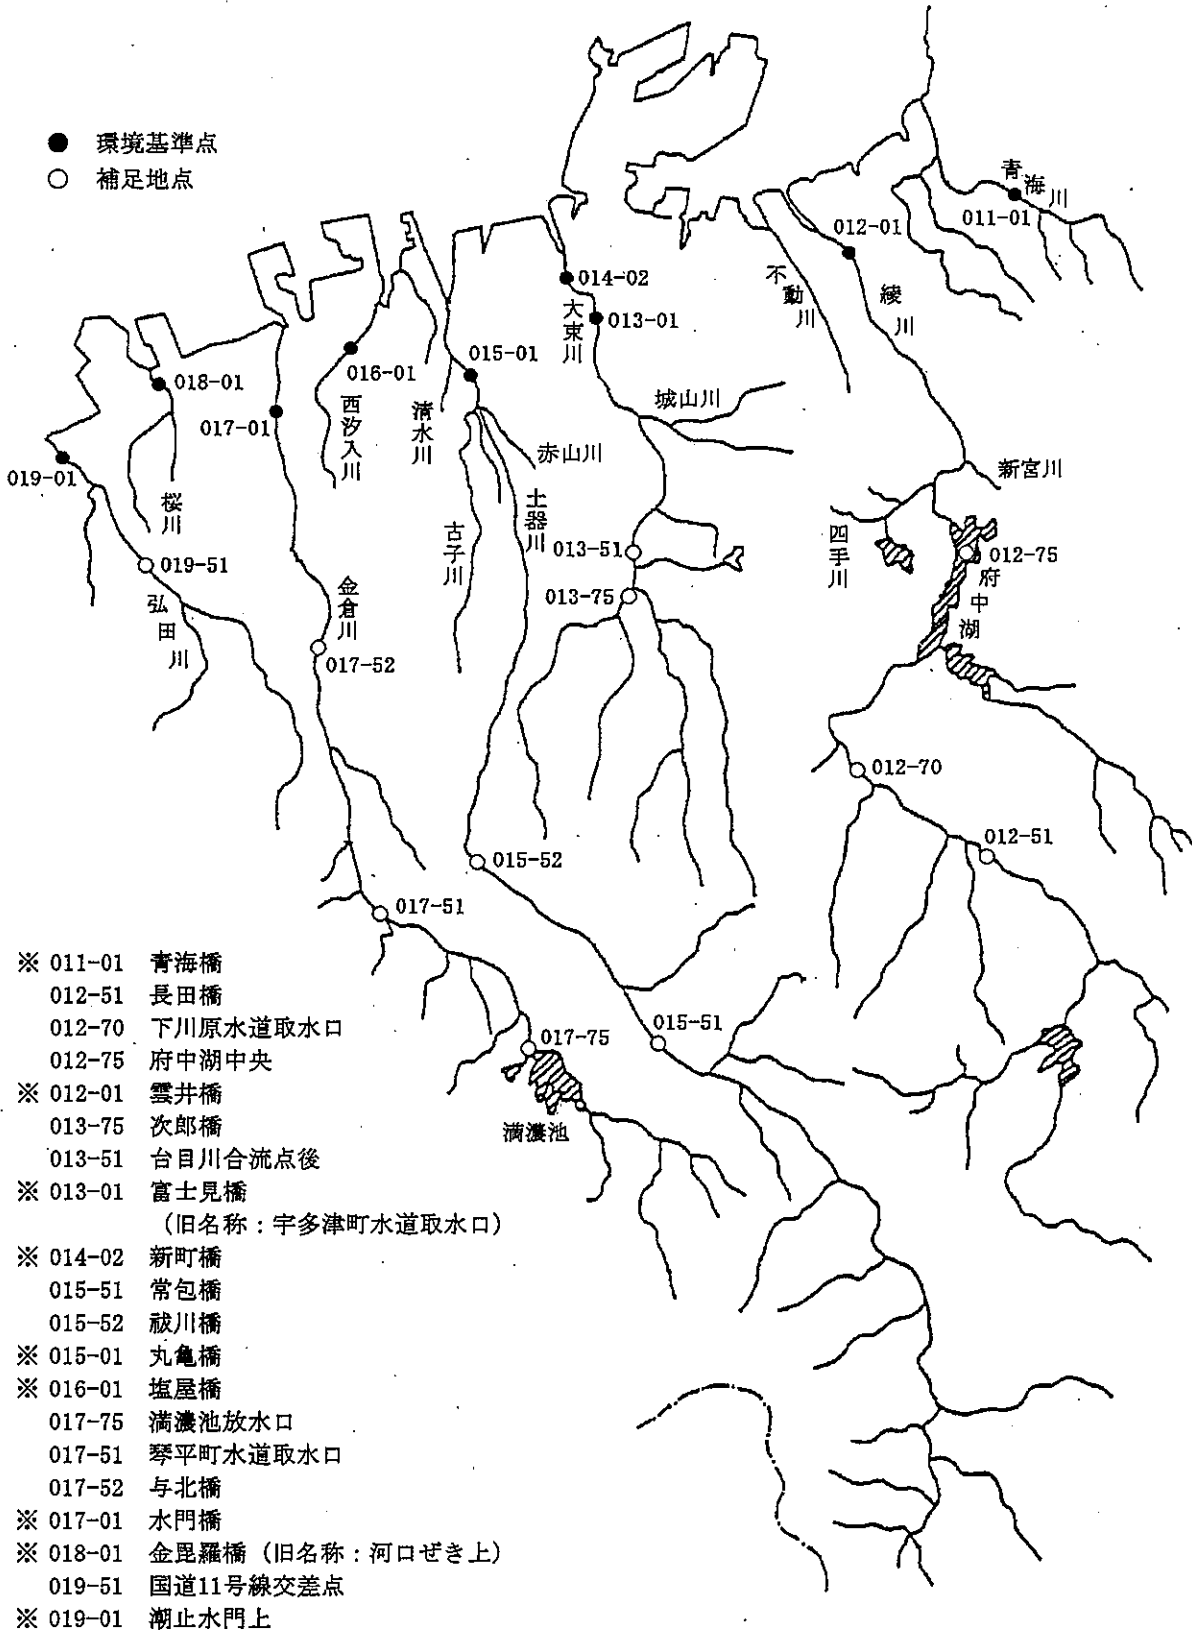 ● 環境基準点
○ 補足地点
青海川
011-01
012-01
綾川
不動川
014-02
大束川
013-01
015-01
016-01
西汐入川
清水川
018-01
017-01
019-01
桜川
城山川
赤山川
土器川
古子川
新宮川
四手川
013-51
012-75
府中湖
013-75
019-51
弘田川
金倉川
017-52
012-70
012-51
015-52
017-51
015-51
017-75
満濃池
※ 011-01 青海橋
012-51 長田橋
012-70 下川原水道取水口
012-75 府中湖中央
※ 012-01 雲井橋
013-75 次郎橋
013-51 台目川合流点後
※ 013-01 富士見橋
(旧名称：宇多津町水道取水口)
※ 014-02 新町橋
015-51 常包橋
015-52 祓川橋
※ 015-01 丸亀橋
※ 016-01 塩屋橋
017-75 満濃池放水口
017-51 琴平町水道取水口
017-52 与北橋
※ 017-01 水門橋
※ 018-01 金毘羅橋 (旧名称：河口ぜき上)
019-51 国道11号線交差点
※ 019-01 潮止水門上